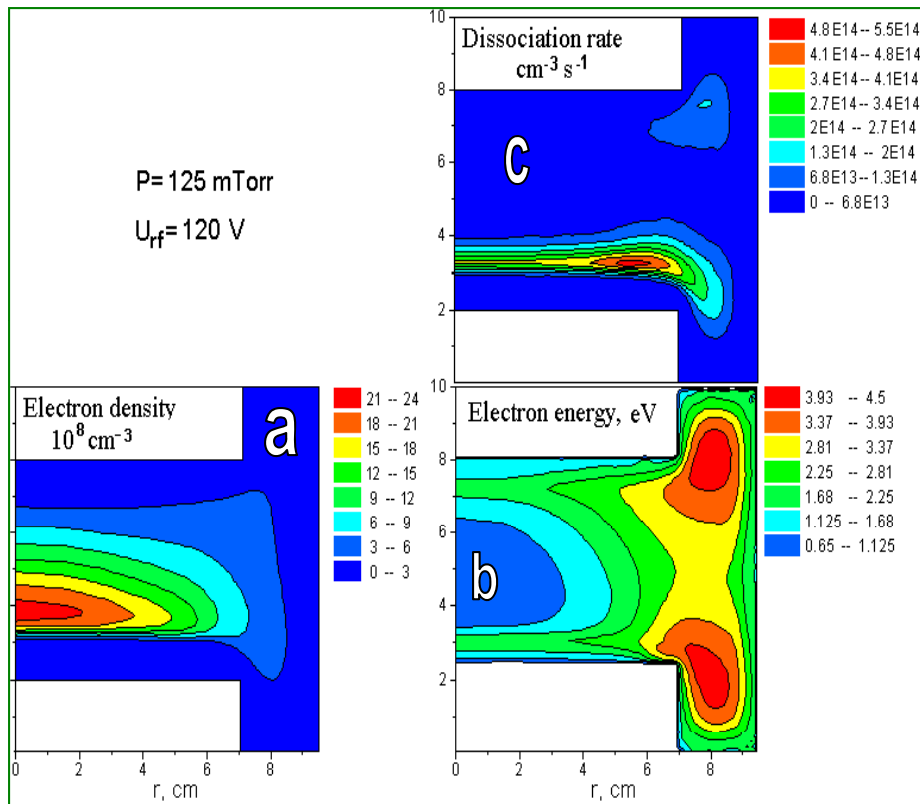 P= 125 mTorr
U_rf= 120 V
Dissociation rate
cm⁻³ s⁻¹
c
10
8
6
4
2
4.8E14 -- 5.5E14
4.1E14 -- 4.8E14
3.4E14 -- 4.1E14
2.7E14 -- 3.4E14
2E14 -- 2.7E14
1.3E14 -- 2E14
6.8E13 -- 1.3E14
0 -- 6.8E13
Electron density
10⁸ cm⁻³
a
21 -- 24
18 -- 21
15 -- 18
12 -- 15
9 -- 12
6 -- 9
3 -- 6
0 -- 3
0 2 4 6 8
r, cm
Electron energy, eV
b
10
8
6
4
2
3.93 -- 4.5
3.37 -- 3.93
2.81 -- 3.37
2.25 -- 2.81
1.68 -- 2.25
1.125 -- 1.68
0.65 -- 1.125
0 2 4 6 8
r, cm